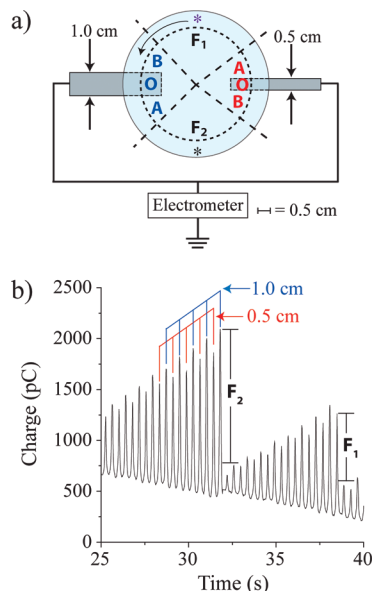 a)
1.0 cm
0.5 cm
*
F1
B
O
A
A
O
B
F2
*
Electrometer
= 0.5 cm
b)
2500
2000
1500
1000
500
0
Charge (pC)
1.0 cm
0.5 cm
F2
F1
25
30
35
40
Time (s)